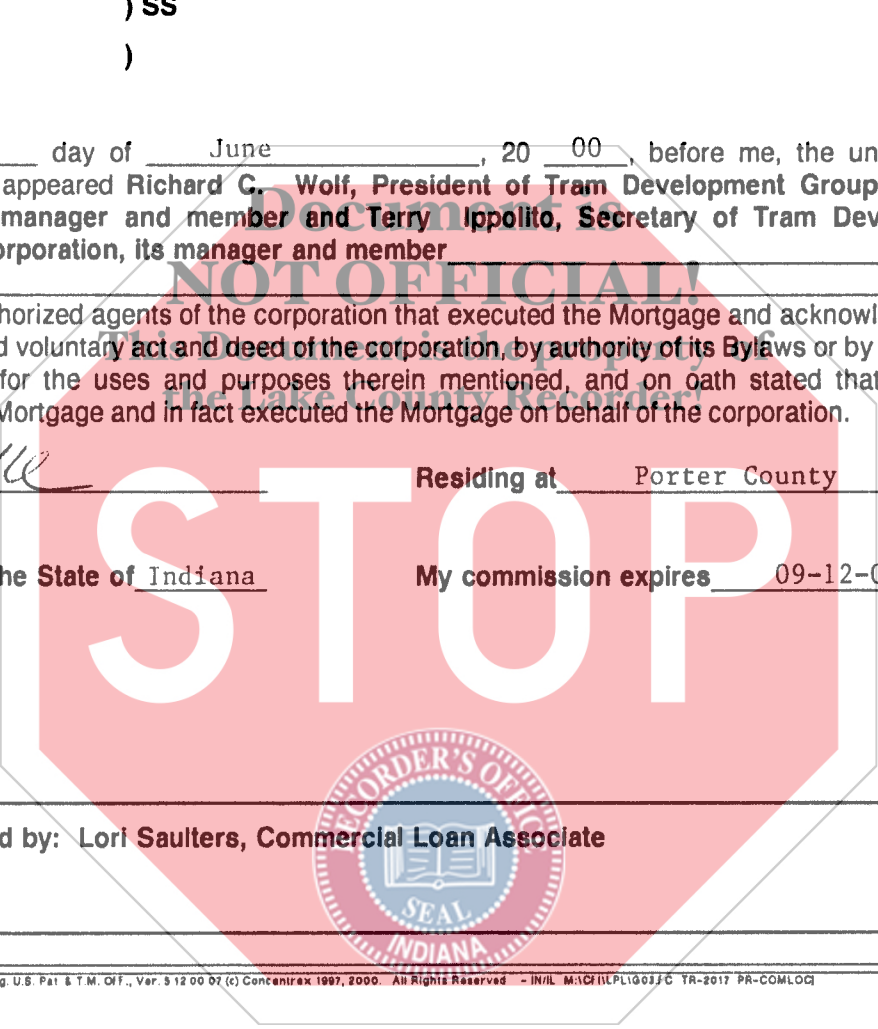 ) SS
)
day of June, 20 00, before me, the un
appeared Richard C. Wolf, President of Tram Development Group
manager and member and Terry Ippolito, Secretary of Tram Dev
orporation, its manager and member
Document is
NOT OFFICIAL!
This Document is the property of
the Lake County Recorder!
horized agents of the corporation that executed the Mortgage and acknowl
d voluntary act and deed of the corporation, by authority of its Bylaws or by
for the uses and purposes therein mentioned, and on oath stated that
Mortgage and in fact executed the Mortgage on behalf of the corporation.
Residing at Porter County
he State of Indiana My commission expires 09-12-0
STOP
d by: Lori Saulters, Commercial Loan Associate
RECORDER'S OFFICE
SEAL
INDIANA
g. U.S. Pat & T.M. Off., Ver. 5 12 00 07 (c) Concentrex 1997, 2000. All Rights Reserved - IN/IL TR-2017 PR-COMLOC